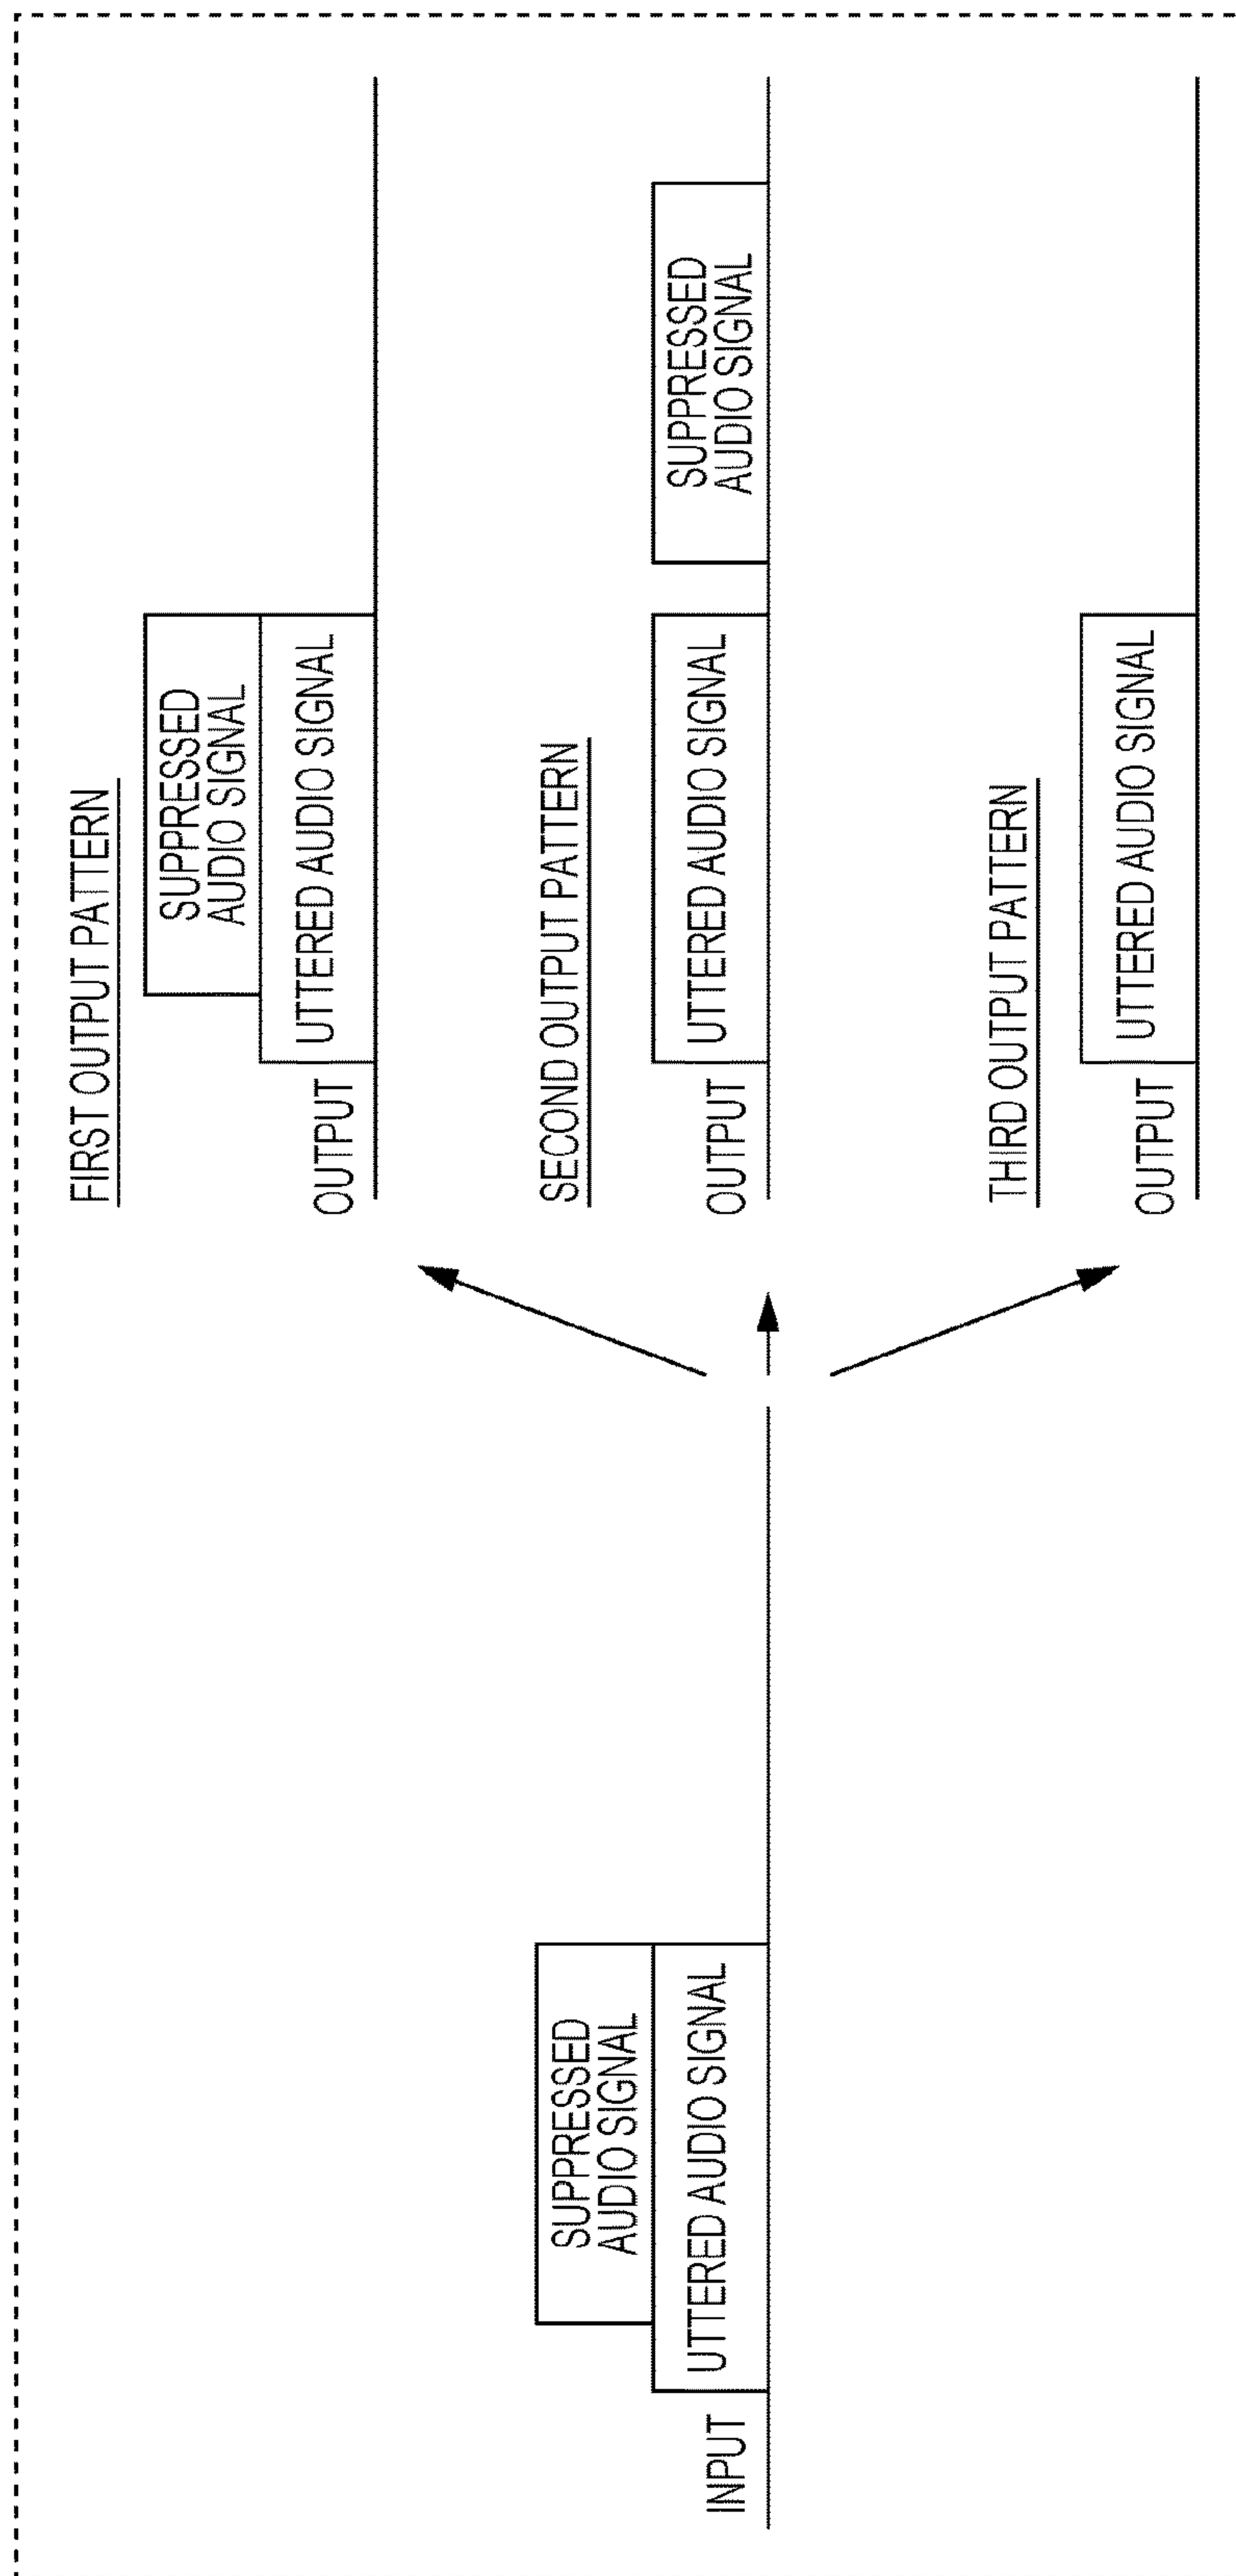 INPUT
SUPPRESSED
AUDIO SIGNAL
UTTERED AUDIO SIGNAL
FIRST OUTPUT PATTERN
OUTPUT
SUPPRESSED
AUDIO SIGNAL
UTTERED AUDIO SIGNAL
SECOND OUTPUT PATTERN
OUTPUT
UTTERED AUDIO SIGNAL
SUPPRESSED
AUDIO SIGNAL
THIRD OUTPUT PATTERN
OUTPUT
UTTERED AUDIO SIGNAL